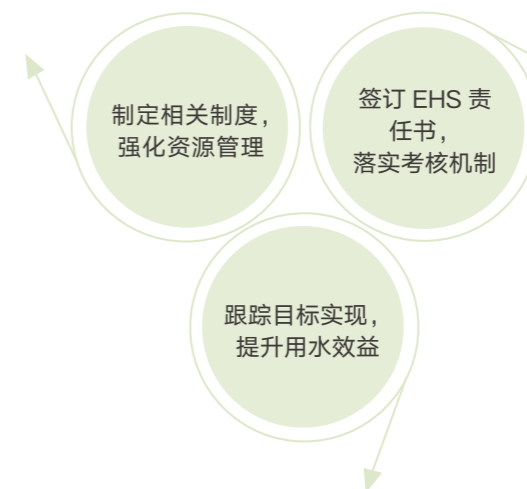 制定相关制度，
强化资源管理
签订 EHS 责
任书，
落实考核机制
跟踪目标实现，
提升用水效益